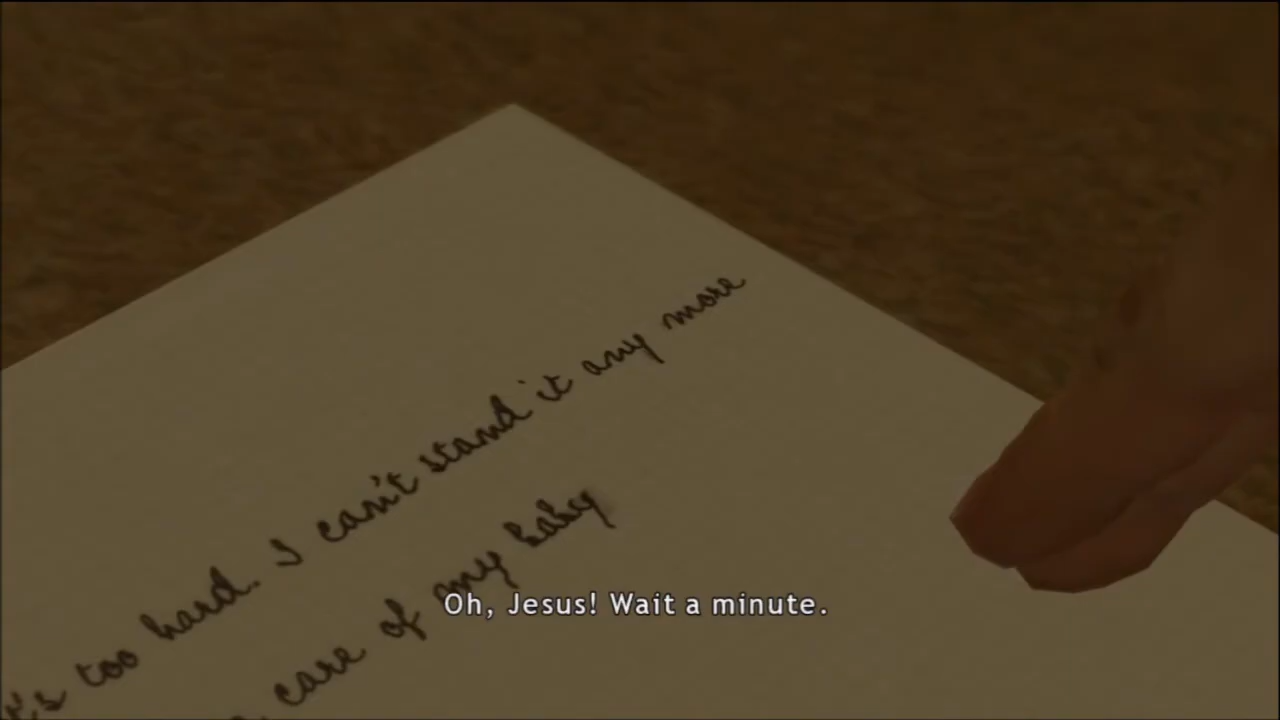 's too hard. I can't stand it any more
care of my baby
Oh, Jesus! Wait a minute.